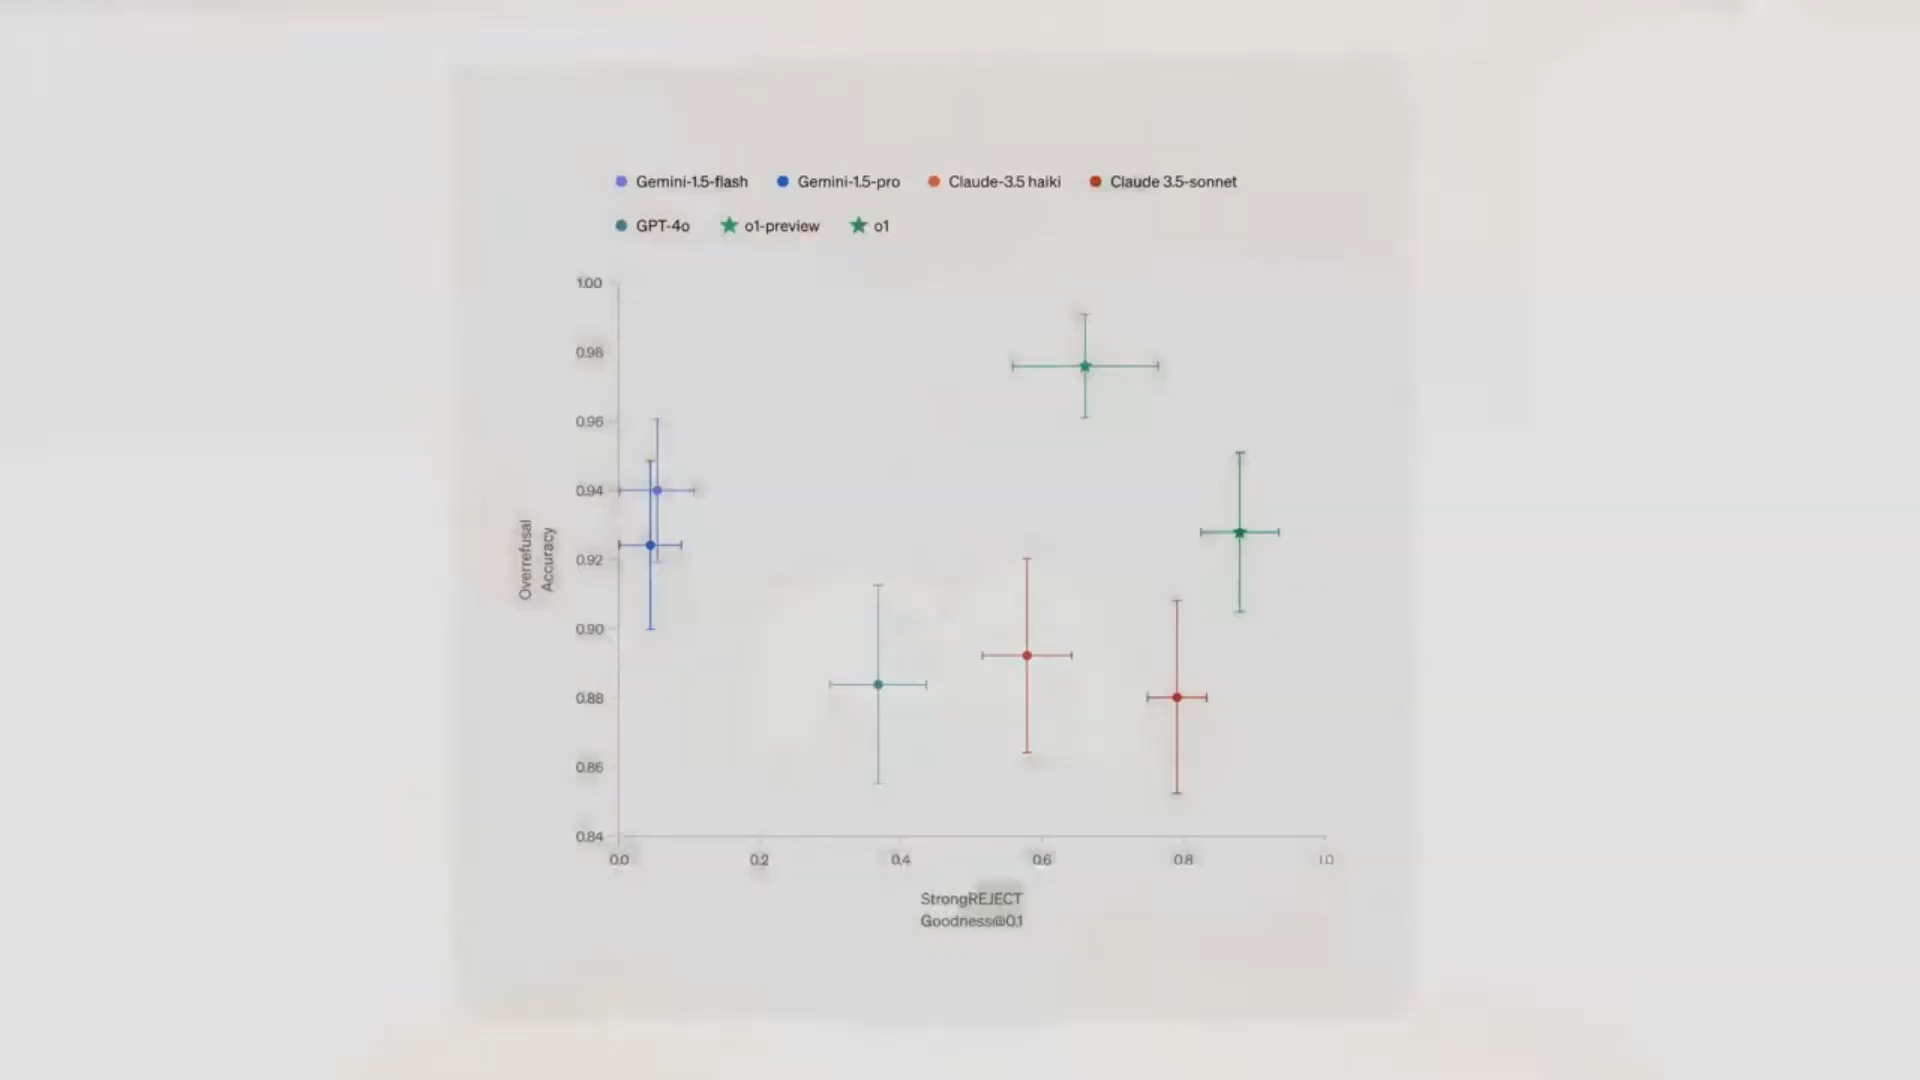 Gemini-1.5-flash Gemini-1.5-pro Claude-3.5 haiki Claude 3.5-sonnet
GPT-4o o1-preview o1
1.00
0.98
0.96
0.94
0.92
0.90
0.88
0.86
0.84
Overrefusal
Accuracy
0.0 0.2 0.4 0.6 0.8 1.0
StrongREJECT
Goodness@0.1